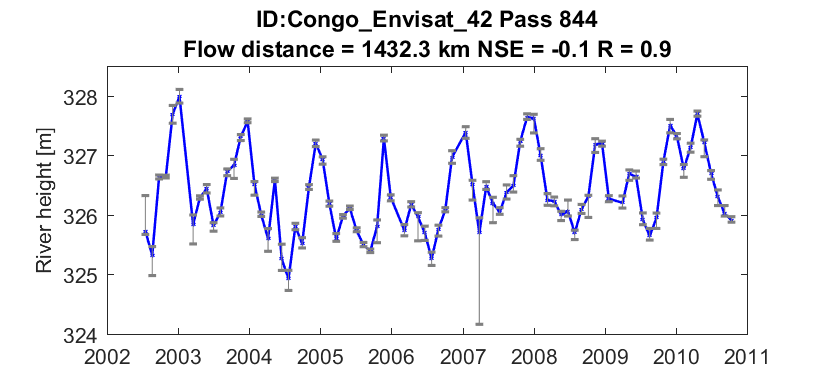 ID:Congo_Envisat_42 Pass 844
Flow distance = 1432.3 km NSE = -0.1 R = 0.9
328
327
326
325
324
River height [m]
2002 2003 2004 2005 2006 2007 2008 2009 2010 2011